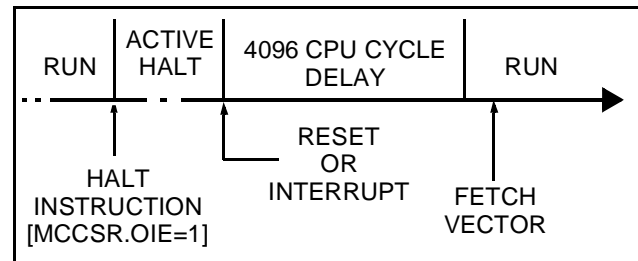 RUN
ACTIVE
HALT
4096 CPU CYCLE
DELAY
RUN
HALT
INSTRUCTION
[MCCSR.OIE=1]
RESET
OR
INTERRUPT
FETCH
VECTOR